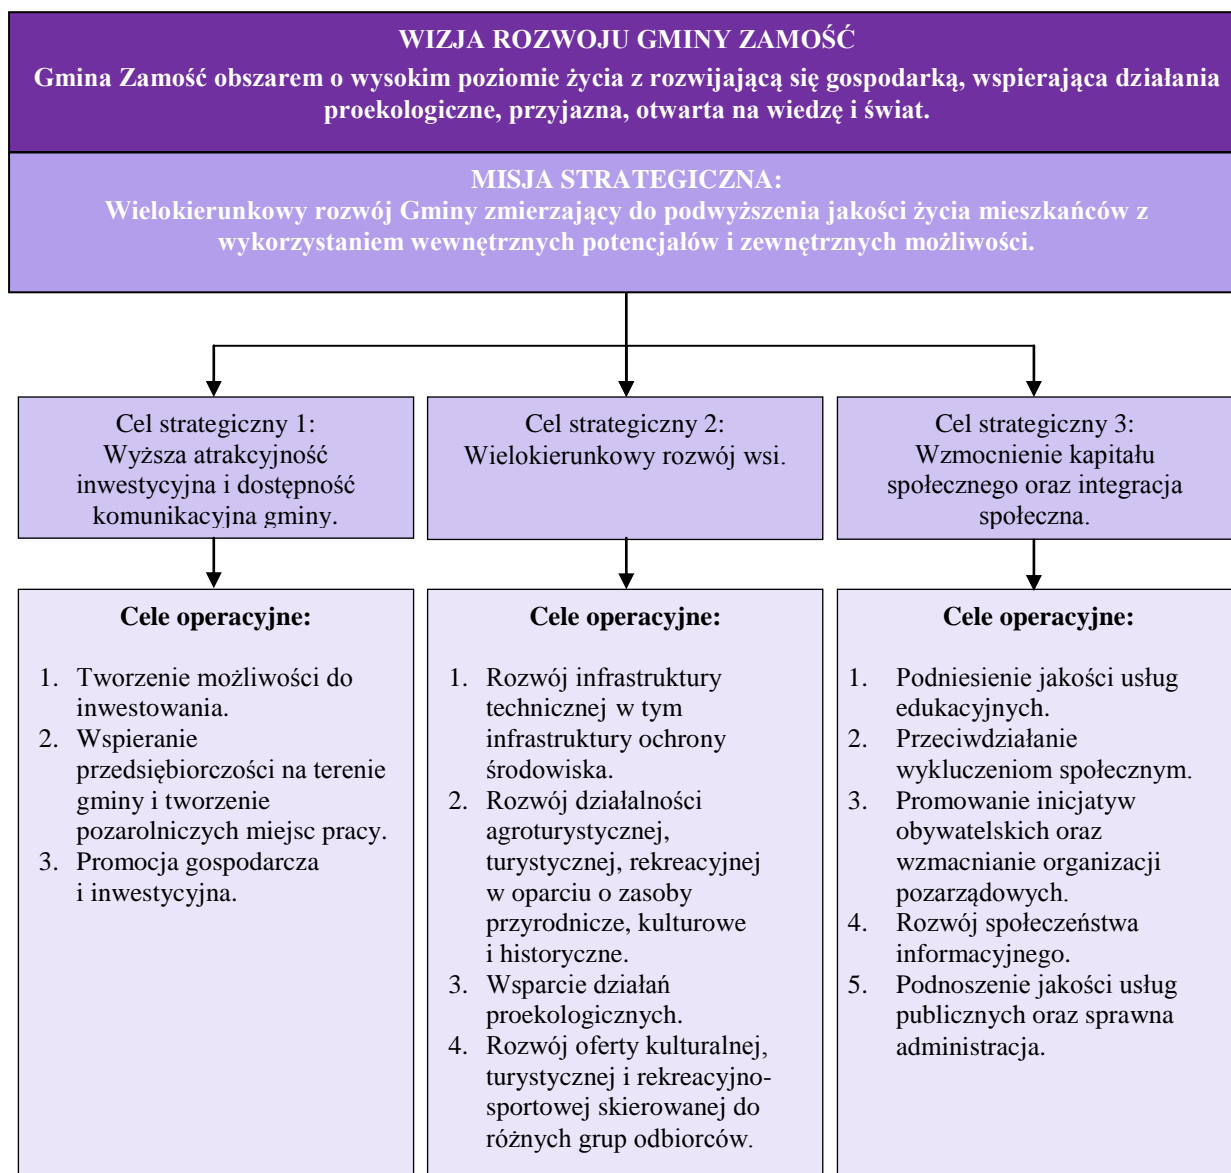 WIZJA ROZWOJU GMINY ZAMOŚĆ
Gmina Zamość obszarem o wysokim poziomie życia z rozwijającą się gospodarką, wspierająca działania
proekologiczne, przyjazna, otwarta na wiedzę i świat.
MISJA STRATEGICZNA:
Wielokierunkowy rozwój Gminy zmierzający do podwyższenia jakości życia mieszkańców z
wykorzystaniem wewnętrznych potencjałów i zewnętrznych możliwości.
Cel strategiczny 1:
Wyższa atrakcyjność
inwestycyjna i dostępność
komunikacyjna gminy.
Cel strategiczny 2:
Wielokierunkowy rozwój wsi.
Cel strategiczny 3:
Wzmocnienie kapitału
społecznego oraz integracja
społeczna.
Cele operacyjne:
1. Tworzenie możliwości do
inwestowania.
2. Wspieranie
przedsiębiorczości na terenie
gminy i tworzenie
pozarolniczych miejsc pracy.
3. Promocja gospodarcza
i inwestycyjna.
Cele operacyjne:
1. Rozwój infrastruktury
technicznej w tym
infrastruktury ochrony
środowiska.
2. Rozwój działalności
agroturystycznej,
turystycznej, rekreacyjnej
w oparciu o zasoby
przyrodnicze, kulturowe
i historyczne.
3. Wsparcie działań
proekologicznych.
4. Rozwój oferty kulturalnej,
turystycznej i rekreacyjno-
sportowej skierowanej do
różnych grup odbiorców.
Cele operacyjne:
1. Podniesienie jakości usług
edukacyjnych.
2. Przeciwdziałanie
wykluczeniom społecznym.
3. Promowanie inicjatyw
obywatelskich oraz
wzmacnianie organizacji
pozarządowych.
4. Rozwój społeczeństwa
informacyjnego.
5. Podnoszenie jakości usług
publicznych oraz sprawna
administracja.